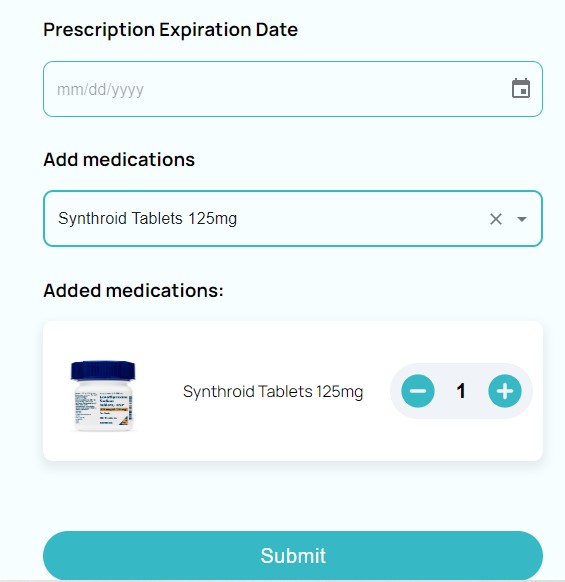 Prescription Expiration Date
mm/dd/yyyy
Add medications
Synthroid Tablets 125mg
Added medications:
Synthroid Tablets 125mg
1
Submit